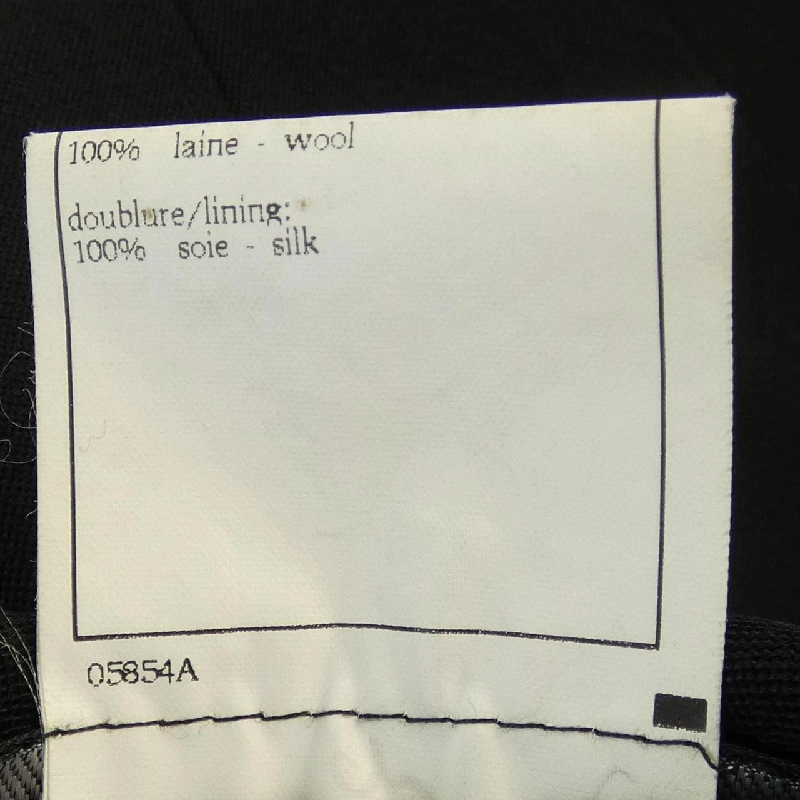 100% laine - wool
doublure/lining:
100% soie - silk
05854A